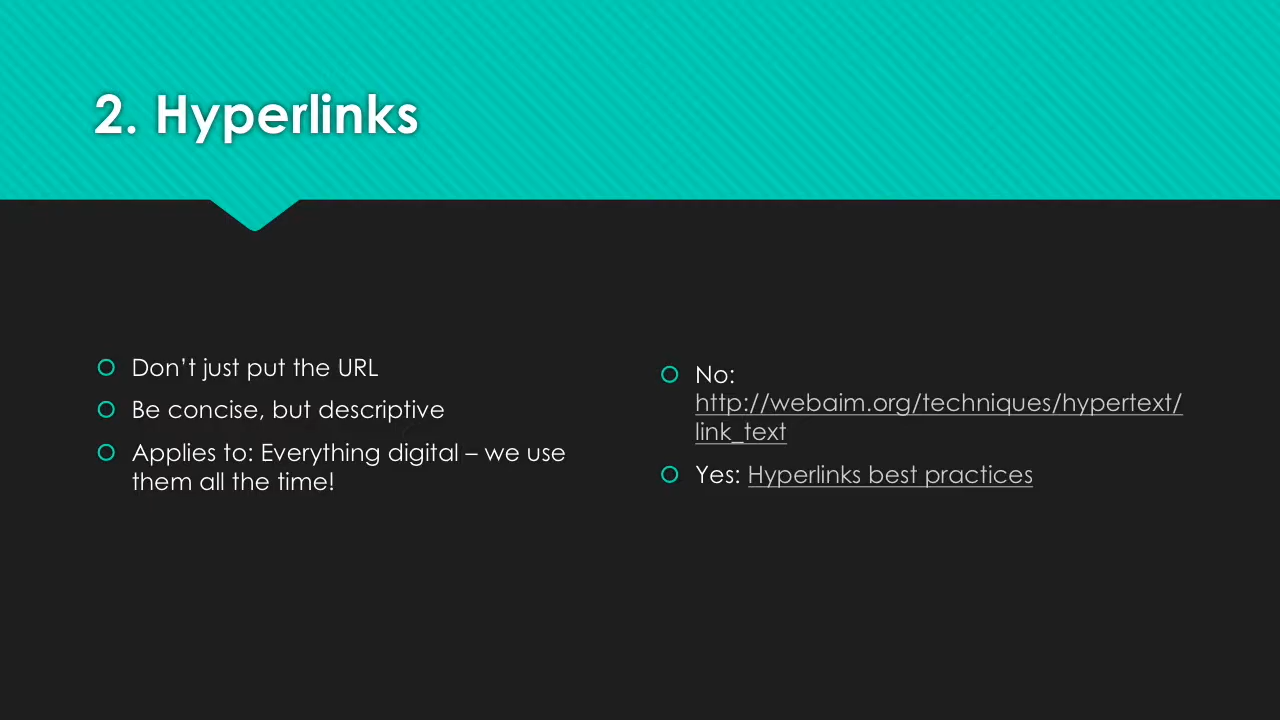 2. Hyperlinks
Don’t just put the URL
Be concise, but descriptive
Applies to: Everything digital – we use
them all the time!
No:
http://webaim.org/techniques/hypertext/
link_text
Yes: Hyperlinks best practices